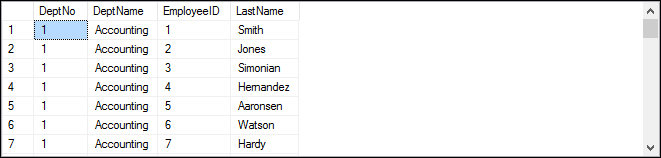 DeptNo DeptName EmployeeID LastName
1 1 Accounting 1 Smith
2 1 Accounting 2 Jones
3 1 Accounting 3 Simonian
4 1 Accounting 4 Hernandez
5 1 Accounting 5 Aaronsen
6 1 Accounting 6 Watson
7 1 Accounting 7 Hardy